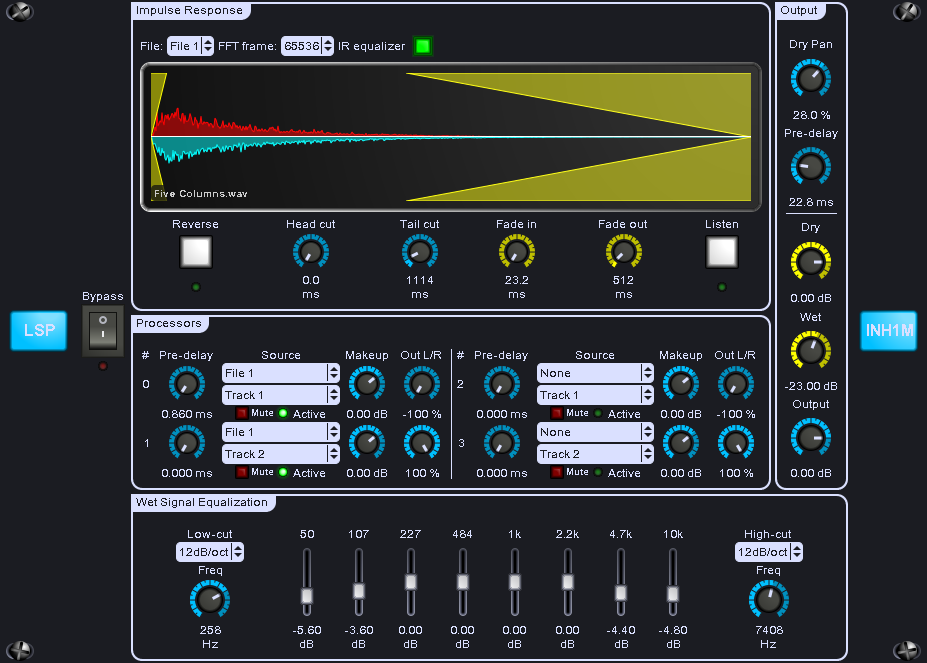 Impulse Response
File: File 1 FFT frame: 65536 IR equalizer
Five Columns.wav
Reverse Head cut Tail cut Fade in Fade out Listen
0.0 1114 23.2 512
ms ms ms ms
Output
Dry Pan
28.0 %
Pre-delay
22.8 ms
Dry
0.00 dB
Wet
-23.00 dB
Output
0.00 dB
Bypass
LSP
INH1M
Processors
# Pre-delay Source Makeup Out L/R # Pre-delay Source Makeup Out L/R
0 File 1 2 None
Track 1 Track 1
0.860 ms Mute Active 0.00 dB -100 % 0.000 ms Mute Active 0.00 dB -100 %
1 File 1 3 None
Track 2 Track 2
0.000 ms Mute Active 0.00 dB 100 % 0.000 ms Mute Active 0.00 dB 100 %
Wet Signal Equalization
Low-cut 50 107 227 484 1k 2.2k 4.7k 10k High-cut
12dB/oct 12dB/oct
Freq Freq
258 -5.60 -3.60 0.00 0.00 0.00 0.00 -4.40 -4.80 7408
Hz dB dB dB dB dB dB dB dB Hz